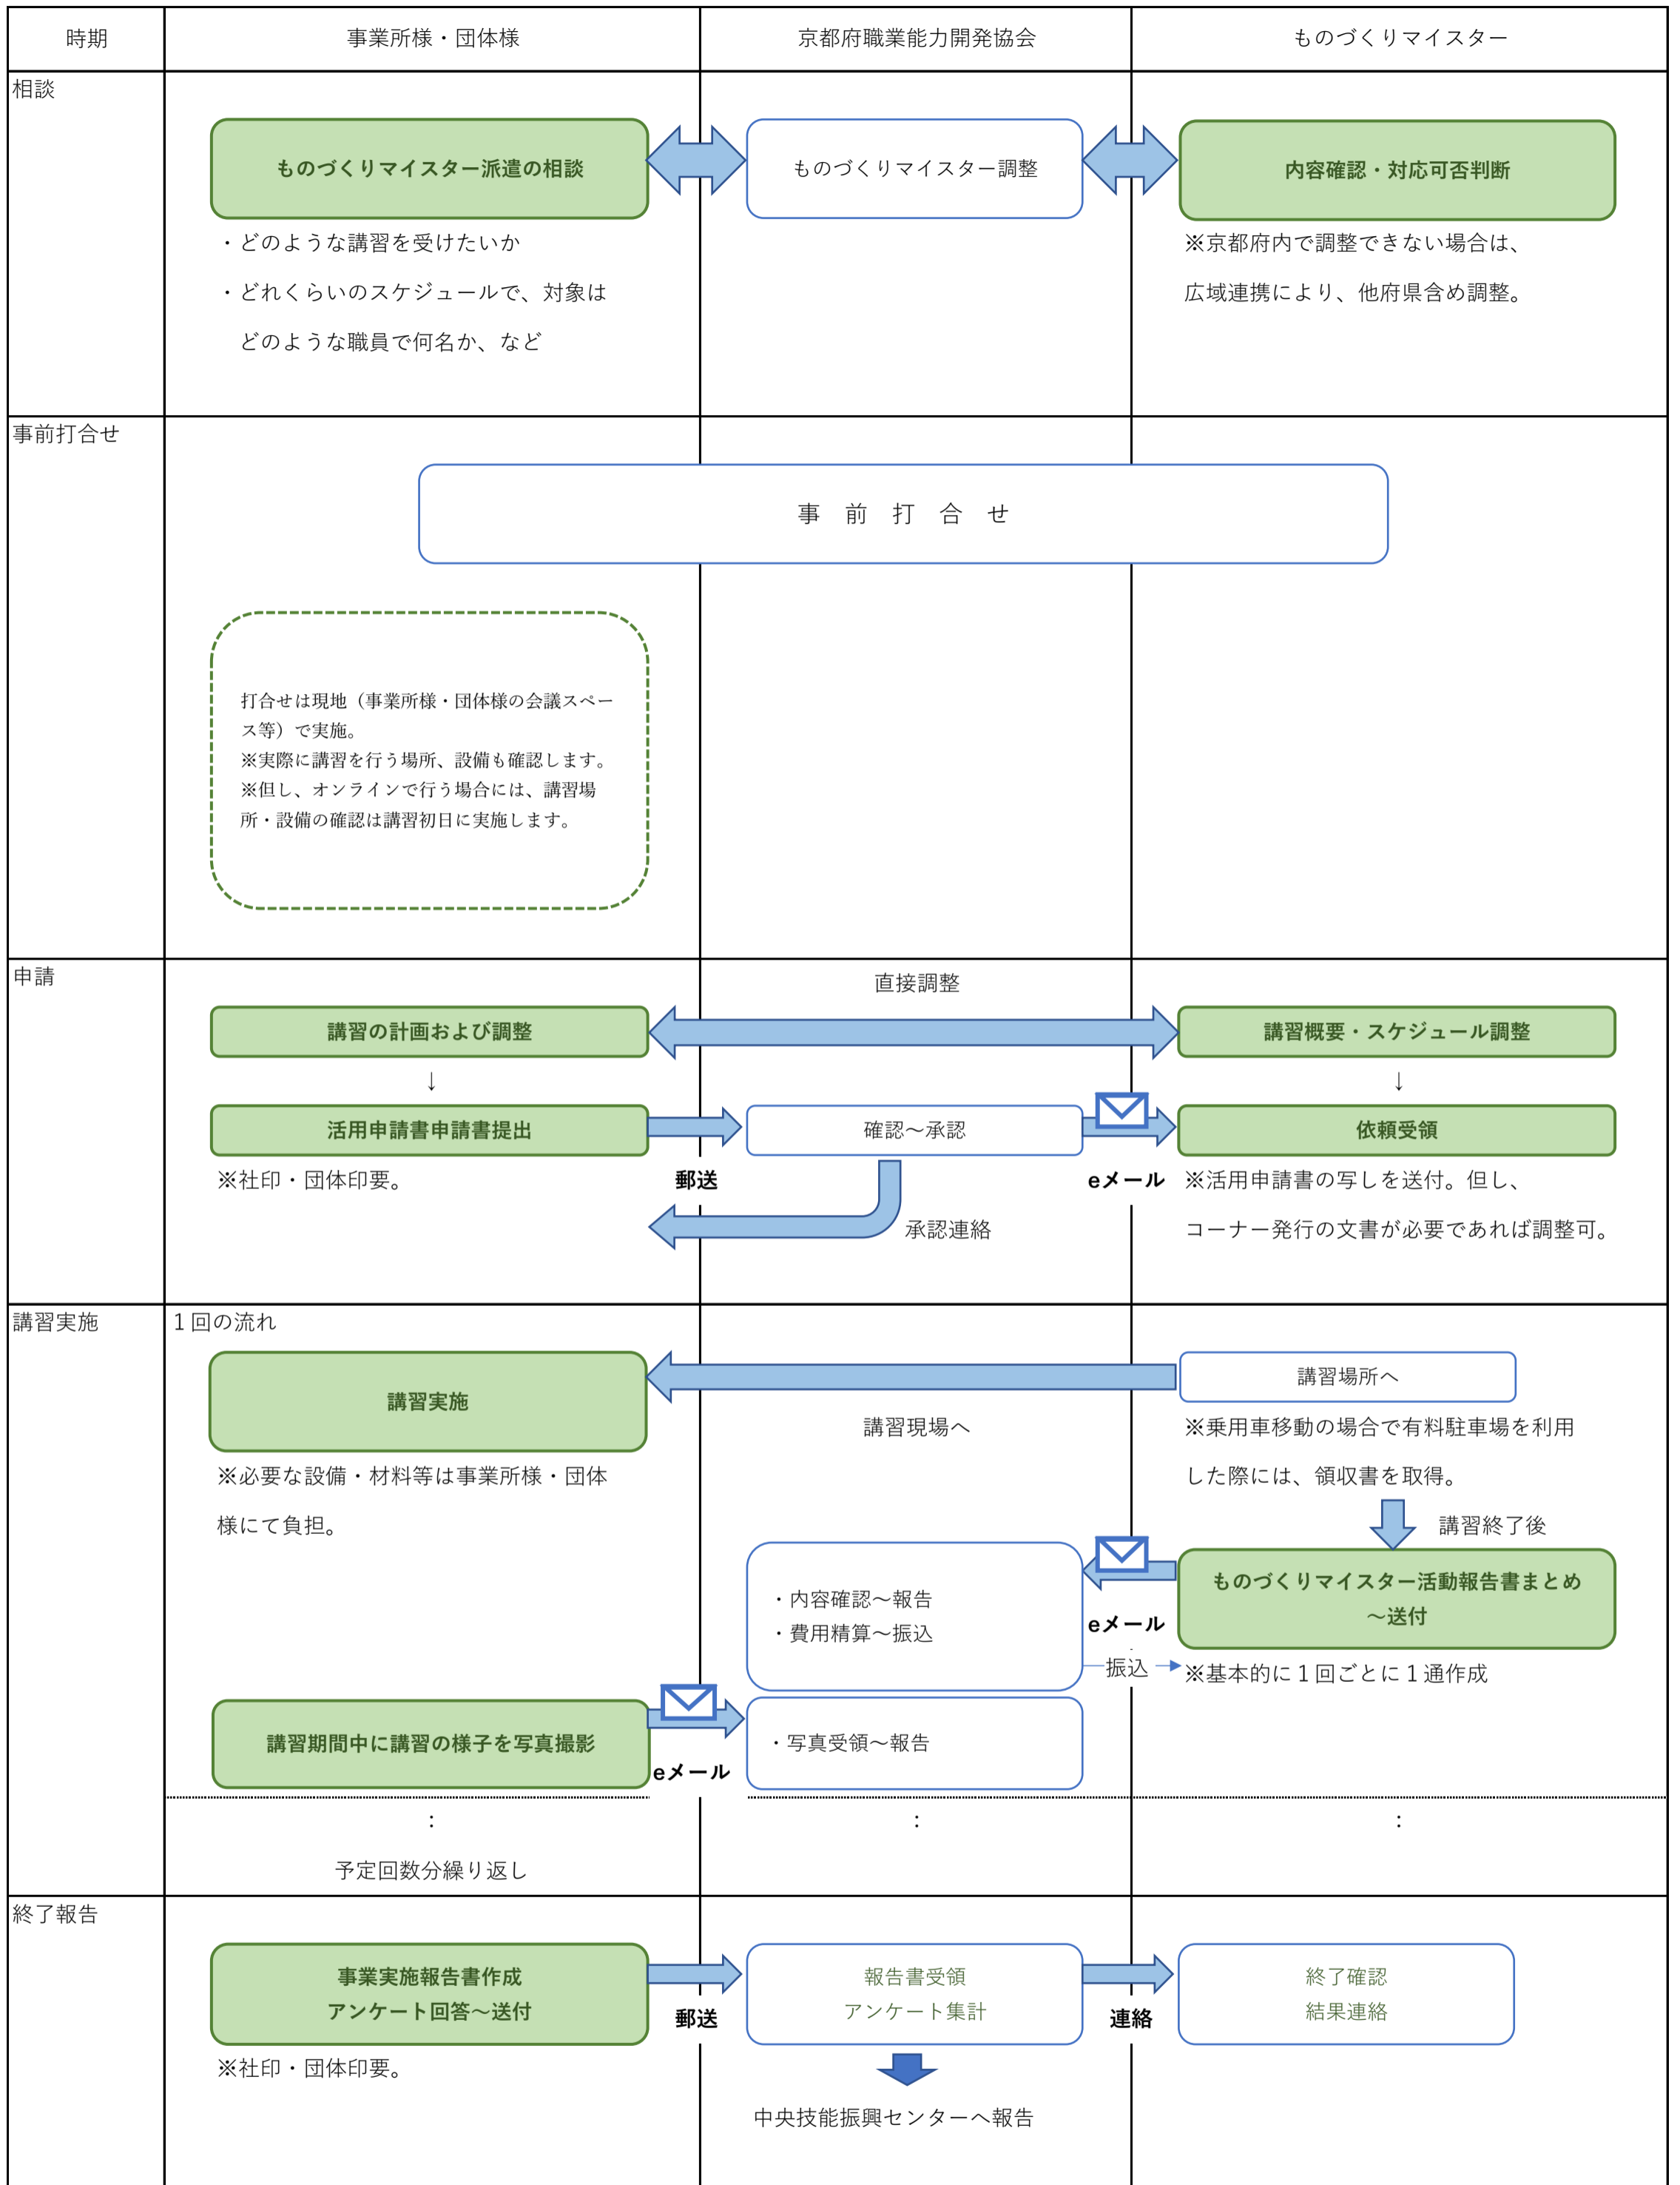 時期
事業所様・団体様
京都府職業能力開発協会
ものづくりマイスター
相談
ものづくりマイスター派遣の相談
ものづくりマイスター調整
内容確認・対応可否判断
・どのような講習を受けたいか
・どれくらいのスケジュールで、対象は
どのような職員で何名か、など
※京都府内で調整できない場合は、
広域連携により、他府県含め調整。
事前打合せ
事 前 打 合 せ
打合せは現地（事業所様・団体様の会議スペー
ス等）で実施。
※実際に講習を行う場所、設備も確認します。
※但し、オンラインで行う場合には、講習場
所・設備の確認は講習初日に実施します。
申請
直接調整
講習の計画および調整
講習概要・スケジュール調整
↓
↓
活用申請書申請書提出
確認～承認
依頼受領
※社印・団体印要。
郵送
eメール
※活用申請書の写しを送付。但し、
コーナー発行の文書が必要であれば調整可。
承認連絡
講習実施
１回の流れ
講習実施
講習場所へ
講習現場へ
※乗用車移動の場合で有料駐車場を利用
した際には、領収書を取得。
※必要な設備・材料等は事業所様・団体
様にて負担。
講習終了後
・内容確認～報告
・費用精算～振込
eメール
ものづくりマイスター活動報告書まとめ
～送付
振込
※基本的に１回ごとに１通作成
講習期間中に講習の様子を写真撮影
eメール
・写真受領～報告
：
：
：
予定回数分繰り返し
終了報告
事業実施報告書作成
アンケート回答～送付
郵送
報告書受領
アンケート集計
連絡
終了確認
結果連絡
※社印・団体印要。
中央技能振興センターへ報告